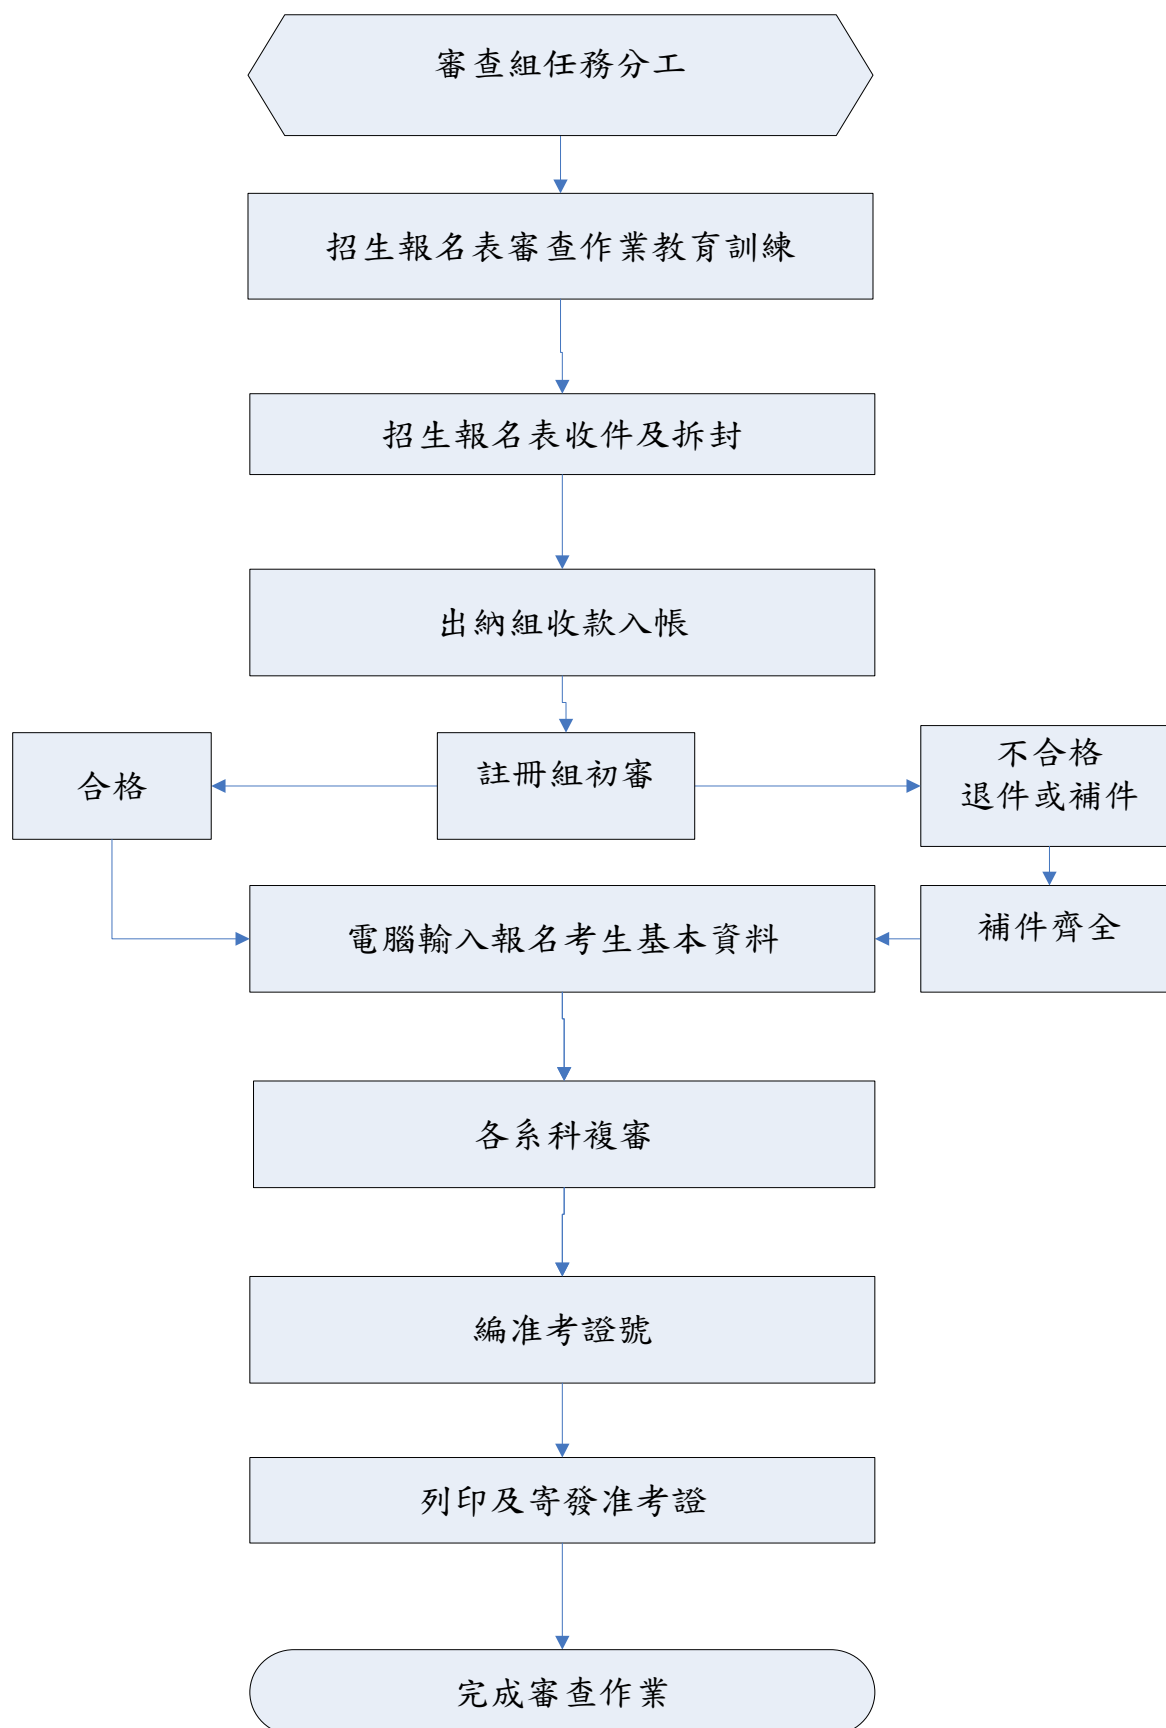 審查組任務分工
招生報名表審查作業教育訓練
招生報名表收件及拆封
出納組收款入帳
合格
註冊組初審
不合格
退件或補件
電腦輸入報名考生基本資料
補件齊全
各系科複審
編准考證號
列印及寄發准考證
完成審查作業